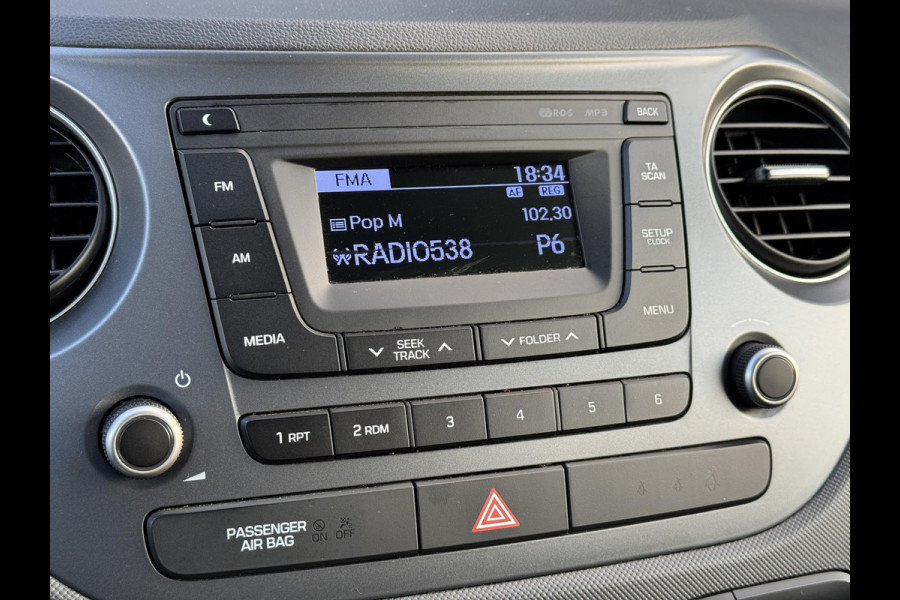 RDS MP3 BACK
FM
AM
MEDIA
FMA 18:34
AF REG
Pop M 102.30
RADIO538 P6
TA
SCAN
SETUP
CLOCK
MENU
SEEK
TRACK
FOLDER
1 RPT 2 RDM 3 4 5 6
PASSENGER
AIR BAG
ON OFF